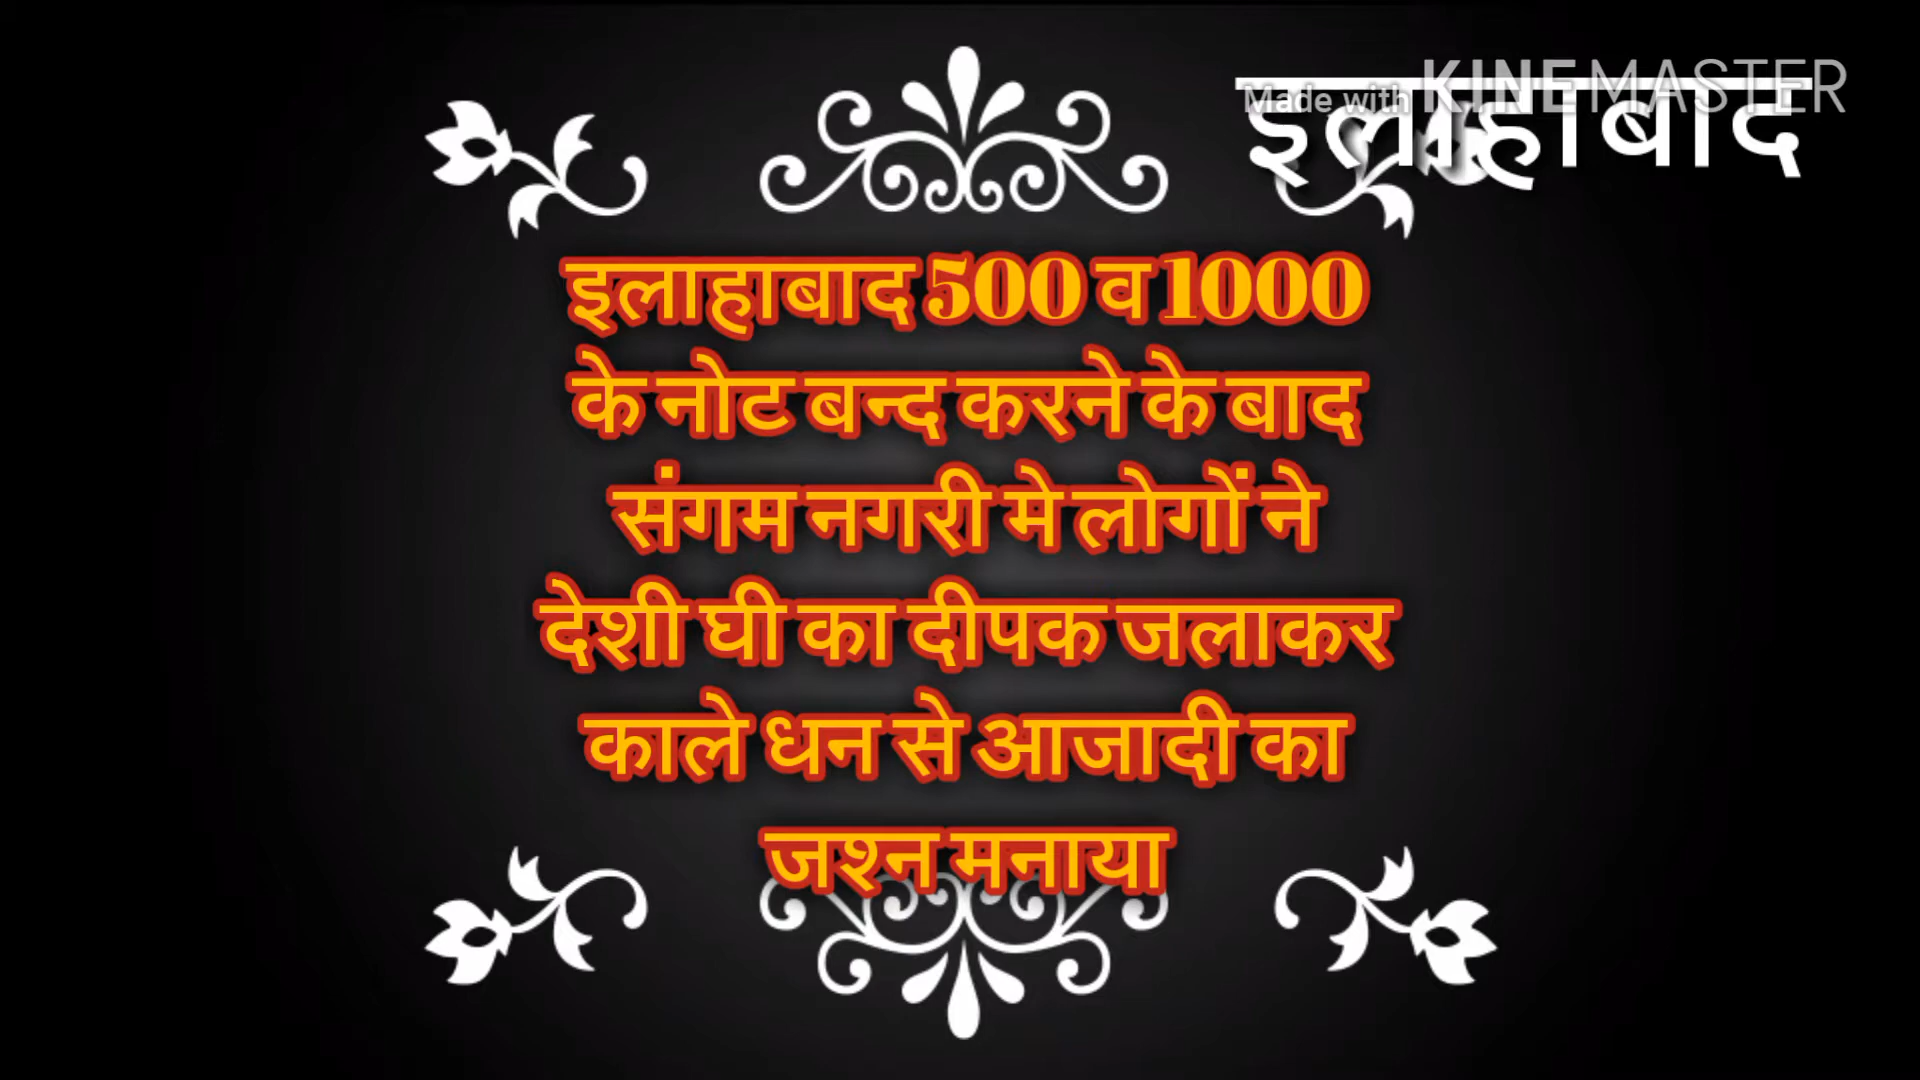 Made with KINEMASTER
इलाहाबाद
इलाहाबाद 500 व 1000
के नोट बन्द करने के बाद
संगम नगरी मे लोगों ने
देशी घी का दीपक जलाकर
काले धन से आजादी का
जश्न मनाया